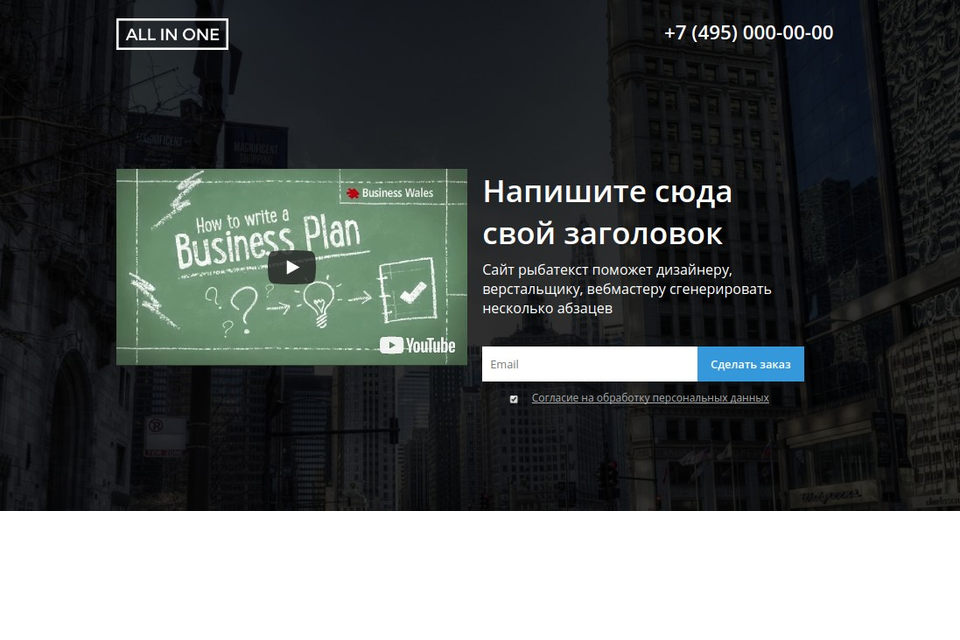 ALL IN ONE
+7 (495) 000-00-00
MAGNIFICENT
Business Wales
How to write a
Business Plan
YouTube
Напишите сюда
свой заголовок
Сайт рыбатекст поможет дизайнеру,
верстальщику, вебмастеру сгенерировать
несколько абзацев
Email
Сделать заказ
Согласие на обработку персональных данных